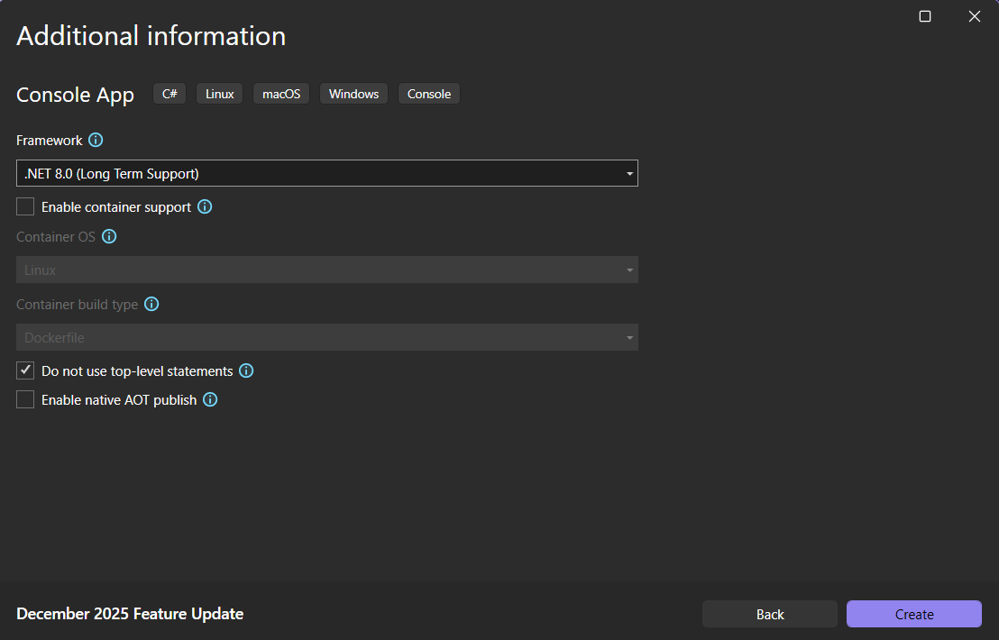 Additional information
Console App C# Linux macOS Windows Console
Framework
.NET 8.0 (Long Term Support)
Enable container support
Container OS
Linux
Container build type
Dockerfile
Do not use top-level statements
Enable native AOT publish
December 2025 Feature Update Back Create